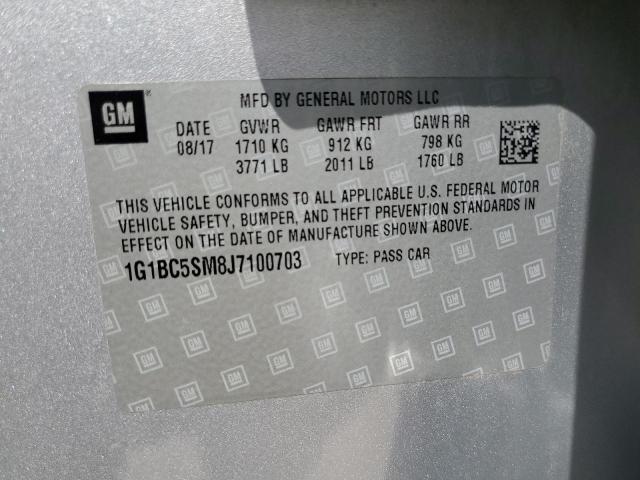 GM
MFD BY GENERAL MOTORS LLC
DATE GVWR GAWR FRT GAWR RR
08/17 1710 KG 912 KG 798 KG
3771 LB 2011 LB 1760 LB
THIS VEHICLE CONFORMS TO ALL APPLICABLE U.S. FEDERAL MOTOR
VEHICLE SAFETY, BUMPER, AND THEFT PREVENTION STANDARDS IN
EFFECT ON THE DATE OF MANUFACTURE SHOWN ABOVE.
1G1BC5SM8J7100703 TYPE: PASS CAR